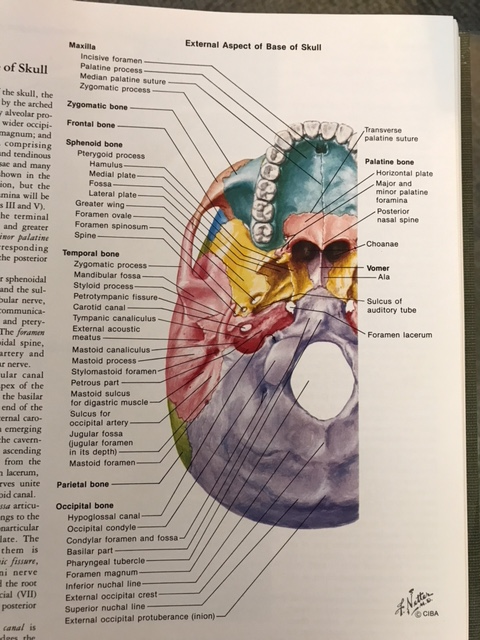 External Aspect of Base of Skull
of Skull
the skull, the
by the arched
y alveolar pro-
wider occipi-
magnum; and
comprising
nd tendinous
ae and many
shown in the
ion, but the
umina will be
s III and V).
the terminal
and greater
inor palatine
rresponding
the posterior
r sphenoidal
and the sul-
bular nerve,
communica-
and ptery-
The foramen
oidal spine,
artery and
ar nerve.
ular canal
pex of the
the basilar
end of the
ernal caro-
n emerging
the cavern-
ascending
from the
n lacerum,
rves unite
oid canal.
ossa articu-
ngs to the
onarticular
late. The
them is
ic fissure,
ni nerve
d the root
cial (VII)
posterior
canal is
Maxilla
Incisive foramen
Palatine process
Median palatine suture
Zygomatic process
Zygomatic bone
Frontal bone
Sphenoid bone
Pterygoid process
Hamulus
Medial plate
Fossa
Lateral plate
Greater wing
Foramen ovale
Foramen spinosum
Spine
Temporal bone
Zygomatic process
Mandibular fossa
Styloid process
Petrotympanic fissure
Carotid canal
Tympanic canaliculus
External acoustic
meatus
Mastoid canaliculus
Mastoid process
Stylomastoid foramen
Petrous part
Mastoid sulcus
for digastric muscle
Sulcus for
occipital artery
Jugular fossa
(jugular foramen
in its depth)
Mastoid foramen
Parietal bone
Occipital bone
Hypoglossal canal
Occipital condyle
Condylar foramen and fossa
Basilar part
Pharyngeal tubercle
Foramen magnum
Inferior nuchal line
External occipital crest
Superior nuchal line
External occipital protuberance (inion)
Transverse
palatine suture
Palatine bone
Horizontal plate
Major and
minor palatine
foramina
Posterior
nasal spine
Choanae
Vomer
Ala
Sulcus of
auditory tube
Foramen lacerum
F. Netter
M.D.
© CIBA